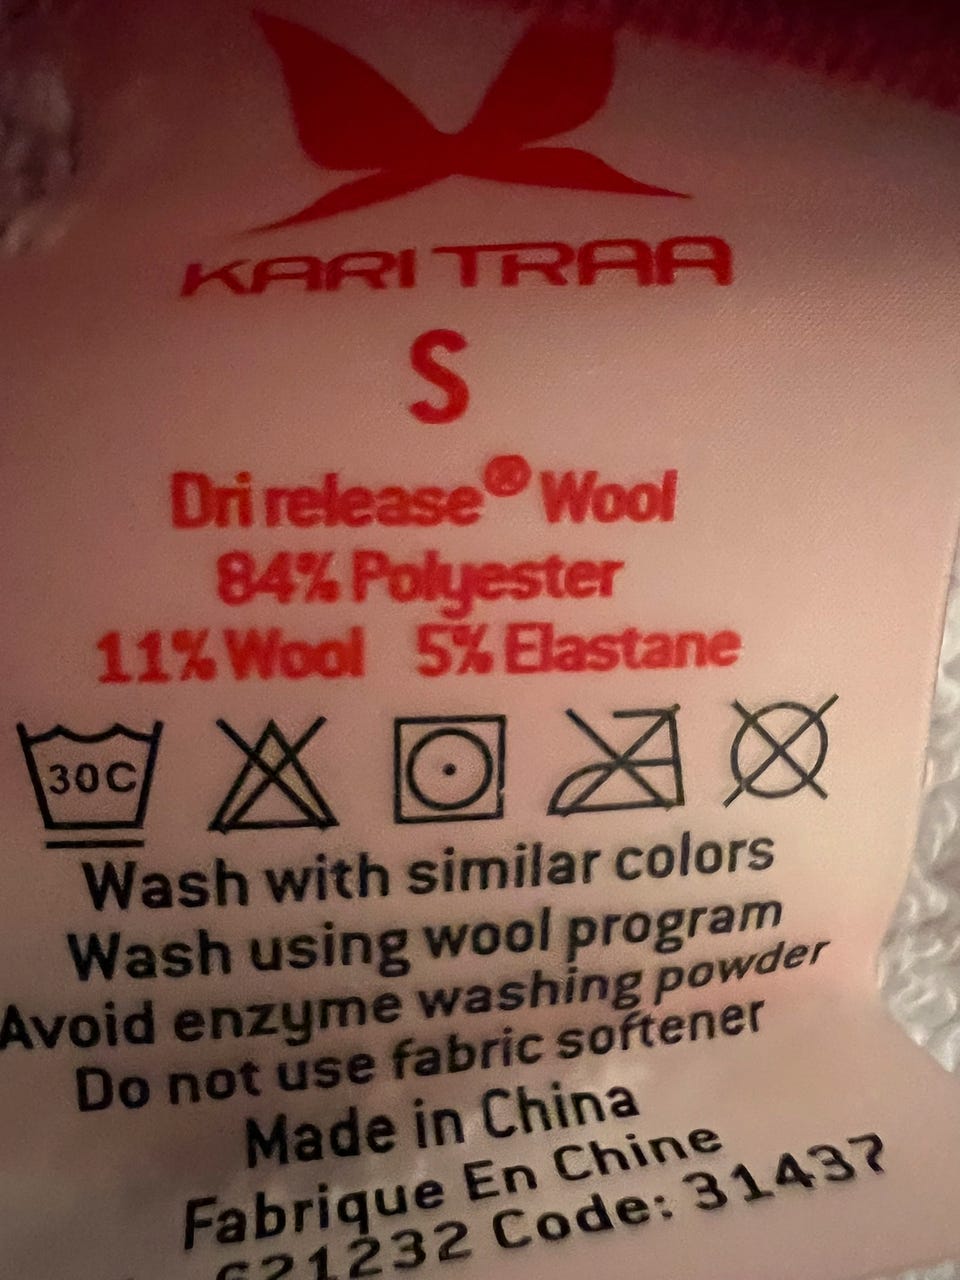 KARI TRAA
S
Dri release® Wool
84% Polyester
11% Wool 5% Elastane
30C
Wash with similar colors
Wash using wool program
Avoid enzyme washing powder
Do not use fabric softener
Made in China
Fabrique En Chine
621232 Code: 31437